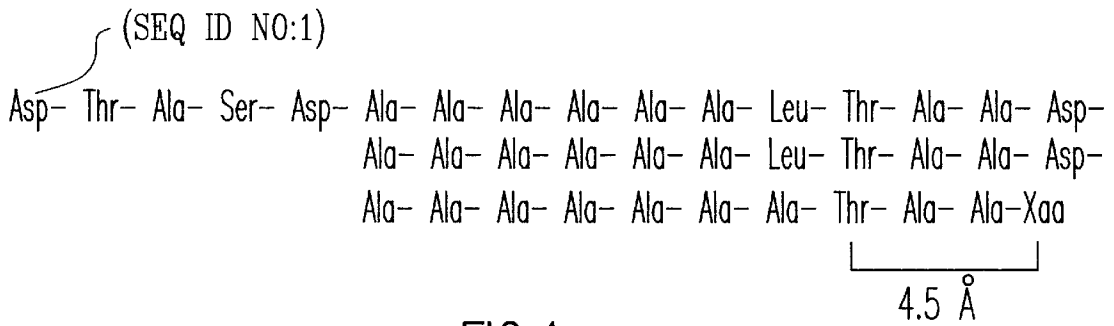 (SEQ ID NO:1)
Asp- Thr- Ala- Ser- Asp- Ala- Ala- Ala- Ala- Ala- Ala- Leu- Thr- Ala- Ala- Asp-
Ala- Ala- Ala- Ala- Ala- Ala- Leu- Thr- Ala- Ala- Asp-
Ala- Ala- Ala- Ala- Ala- Ala- Ala- Thr- Ala- Ala-Xaa
4.5 Å